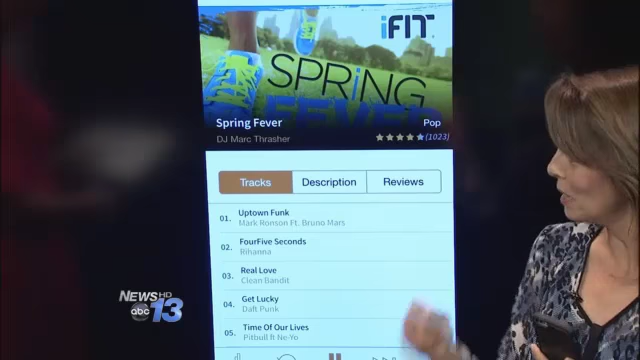 iFIT
SPRiNG
FEVER
Spring Fever
Pop
DJ Marc Thrasher
(1023)
Tracks
Description
Reviews
01.
Uptown Funk
Mark Ronson Ft. Bruno Mars
02.
FourFive Seconds
Rihanna
03.
Real Love
Clean Bandit
04.
Get Lucky
Daft Punk
05.
Time Of Our Lives
Pitbull ft Ne-Yo
NEWS HD
abc 13